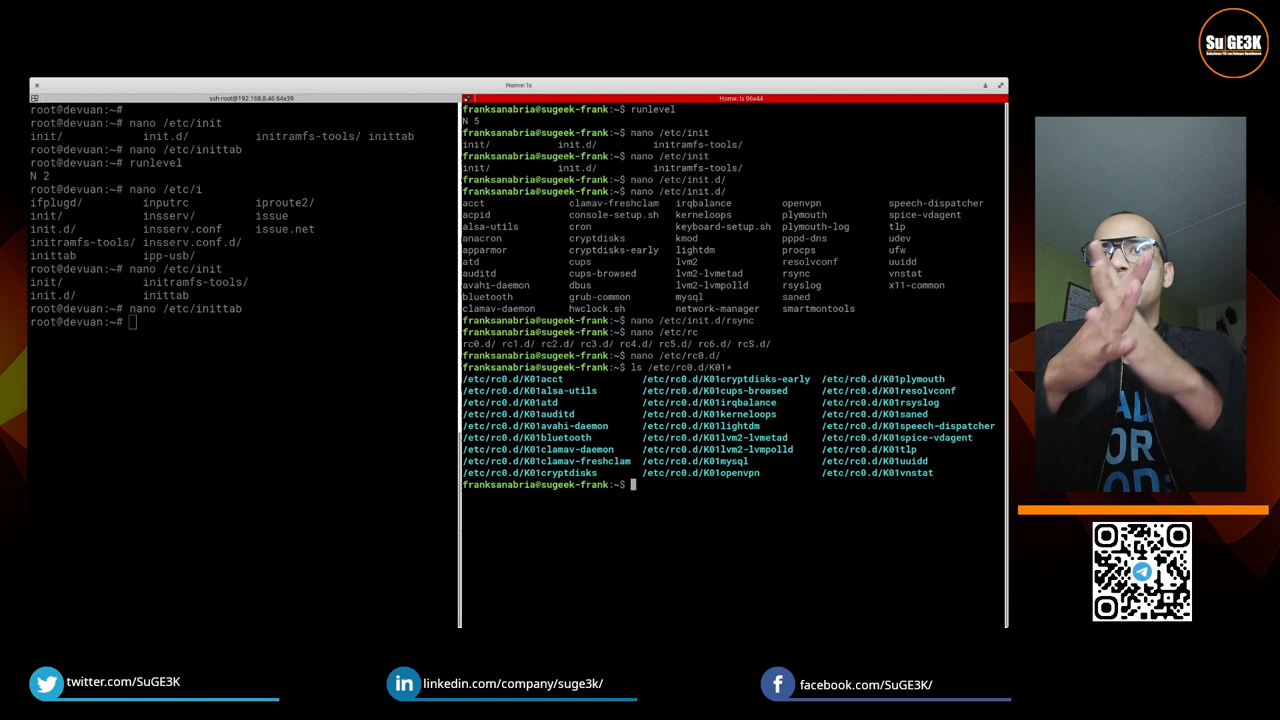 SuGE3K
Home: ls
ssh root@192.168.8.46 64x39
root@devuan:~#
root@devuan:~# nano /etc/init
init/ init.d/ initramfs-tools/ inittab
root@devuan:~# nano /etc/inittab
root@devuan:~# runlevel
N 2
root@devuan:~# nano /etc/i
ifplugd/ inputrc iproute2/
init/ insserv/ issue
init.d/ insserv.conf issue.net
initramfs-tools/ insserv.conf.d/
inittab ipp-usb/
root@devuan:~# nano /etc/init
init/ initramfs-tools/
init.d/ inittab
root@devuan:~# nano /etc/inittab
root@devuan:~#
Home: ls 96x44
franksanabria@sugeek-frank:~$ runlevel
N 5
franksanabria@sugeek-frank:~$ nano /etc/init
init/ init.d/ initramfs-tools/
franksanabria@sugeek-frank:~$ nano /etc/init
init/ init.d/ initramfs-tools/
franksanabria@sugeek-frank:~$ nano /etc/init.d/
franksanabria@sugeek-frank:~$ nano /etc/init.d/
acct clamav-freshclam irqbalance openvpn speech-dispatcher
acpid console-setup.sh kerneloops plymouth spice-vdagent
alsa-utils cron keyboard-setup.sh plymouth-log tlp
anacron cryptdisks kmod pppd-dns udev
apparmor cryptdisks-early lightdm procps ufw
atd cups lvm2 resolvconf uuidd
auditd cups-browsed lvm2-lvmetad rsync vnstat
avahi-daemon dbus lvm2-lvmpolld rsyslog x11-common
bluetooth grub-common mysql saned
clamav-daemon hwclock.sh network-manager smartmontools
franksanabria@sugeek-frank:~$ nano /etc/init.d/rsync
franksanabria@sugeek-frank:~$ nano /etc/rc
rc0.d/ rc1.d/ rc2.d/ rc3.d/ rc4.d/ rc5.d/ rc6.d/ rcS.d/
franksanabria@sugeek-frank:~$ nano /etc/rc0.d/
franksanabria@sugeek-frank:~$ ls /etc/rc0.d/K01*
/etc/rc0.d/K01acct /etc/rc0.d/K01cryptdisks-early /etc/rc0.d/K01plymouth
/etc/rc0.d/K01alsa-utils /etc/rc0.d/K01cups-browsed /etc/rc0.d/K01resolvconf
/etc/rc0.d/K01atd /etc/rc0.d/K01irqbalance /etc/rc0.d/K01rsyslog
/etc/rc0.d/K01auditd /etc/rc0.d/K01kerneloops /etc/rc0.d/K01saned
/etc/rc0.d/K01avahi-daemon /etc/rc0.d/K01lightdm /etc/rc0.d/K01speech-dispatcher
/etc/rc0.d/K01bluetooth /etc/rc0.d/K01lvm2-lvmetad /etc/rc0.d/K01spice-vdagent
/etc/rc0.d/K01clamav-daemon /etc/rc0.d/K01lvm2-lvmpolld /etc/rc0.d/K01tlp
/etc/rc0.d/K01clamav-freshclam /etc/rc0.d/K01mysql /etc/rc0.d/K01uuidd
/etc/rc0.d/K01cryptdisks /etc/rc0.d/K01openvpn /etc/rc0.d/K01vnstat
franksanabria@sugeek-frank:~$
twitter.com/SuGE3K
linkedin.com/company/suge3k/
facebook.com/SuGE3K/